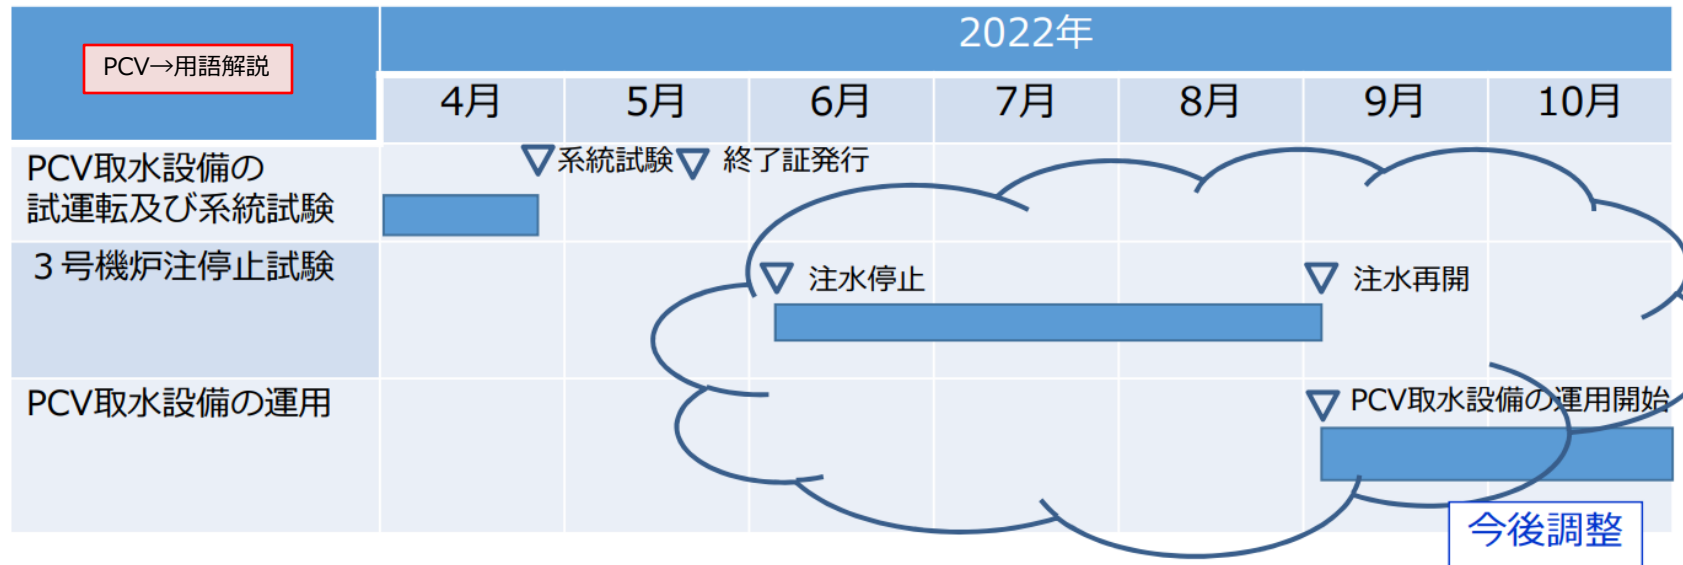 2022年
PCV→用語解説
4月
5月
6月
7月
8月
9月
10月
PCV取水設備の
試運転及び系統試験
系統試験
終了証発行
３号機炉注停止試験
注水停止
注水再開
PCV取水設備の運用
PCV取水設備の運用開始
今後調整